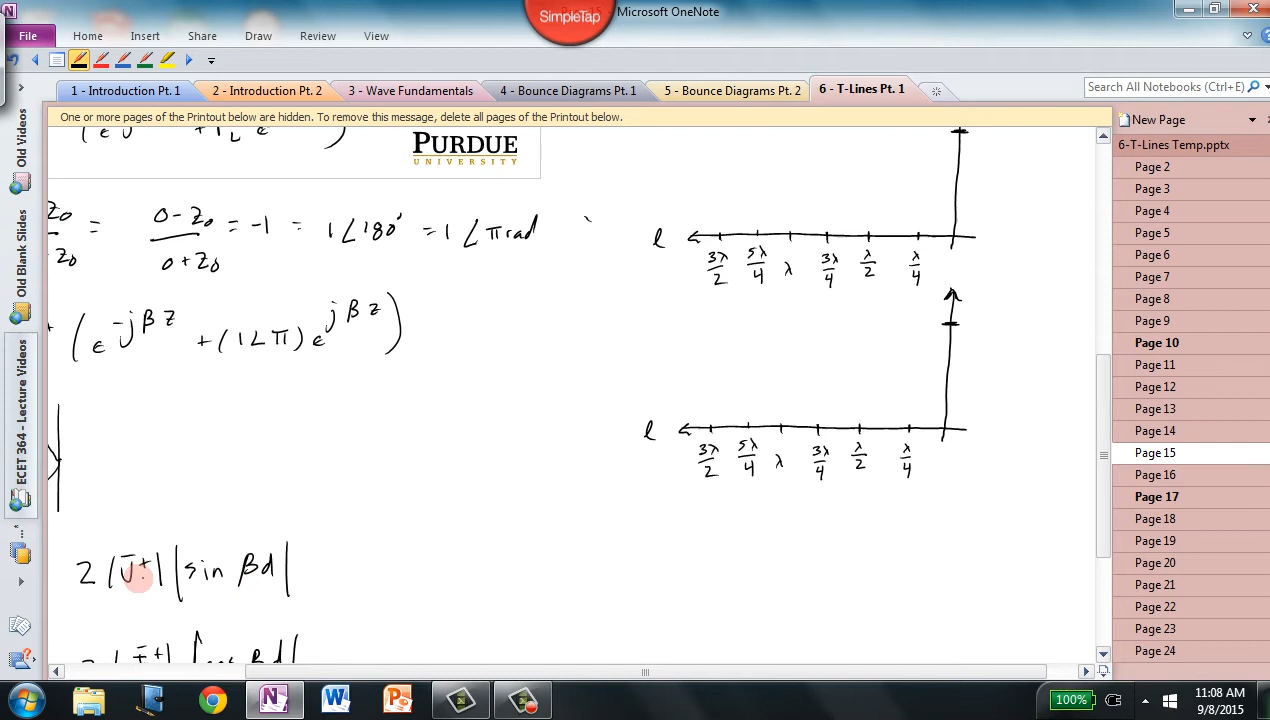 SimpleTap
Page 15 - Microsoft OneNote
File Home Insert Share Draw Review View
1 - Introduction Pt. 1
2 - Introduction Pt. 2
3 - Wave Fundamentals
4 - Bounce Diagrams Pt. 1
5 - Bounce Diagrams Pt. 2
6 - T-Lines Pt. 1
Search All Notebooks (Ctrl+E)
One or more pages of the Printout below are hidden. To remove this message, delete all pages of the Printout below.
New Page
6-T-Lines Temp.pptx
Page 2
Page 3
Page 4
Page 5
Page 6
Page 7
Page 8
Page 9
Page 10
Page 11
Page 12
Page 13
Page 14
Page 15
Page 16
Page 17
Page 18
Page 19
Page 20
Page 21
Page 22
Page 23
Page 24
Old Videos
Old Blank Slides
ECET 364 - Lecture Videos
PURDUE
UNIVERSITY
Z0 / Z0 = (0 - Z0) / (0 + Z0) = -1 = 1∠180° = 1∠π rad
(e^-jβz + (1∠π) e^jβz)
l 3λ/2 5λ/4 λ 3λ/4 λ/2 λ/4
l 3λ/2 5λ/4 λ 3λ/4 λ/2 λ/4
2 |V+| |sin βd|
βd|
100%
11:08 AM
9/8/2015